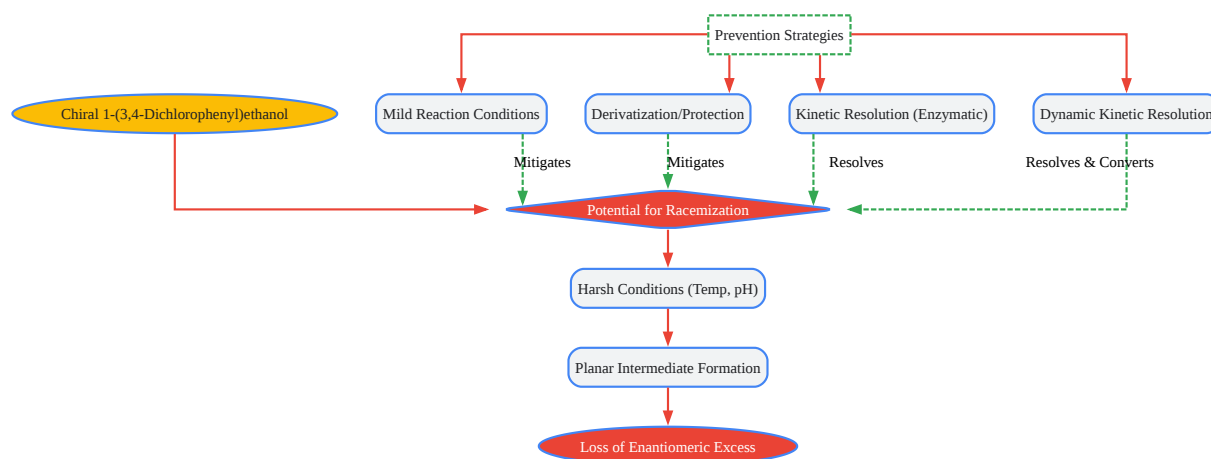 Prevention Strategies
Chiral 1-(3,4-Dichlorophenyl)ethanol
Mild Reaction Conditions
Derivatization/Protection
Kinetic Resolution (Enzymatic)
Dynamic Kinetic Resolution
Mitigates
Mitigates
Resolves
Resolves & Converts
Potential for Racemization
Harsh Conditions (Temp, pH)
Planar Intermediate Formation
Loss of Enantiomeric Excess